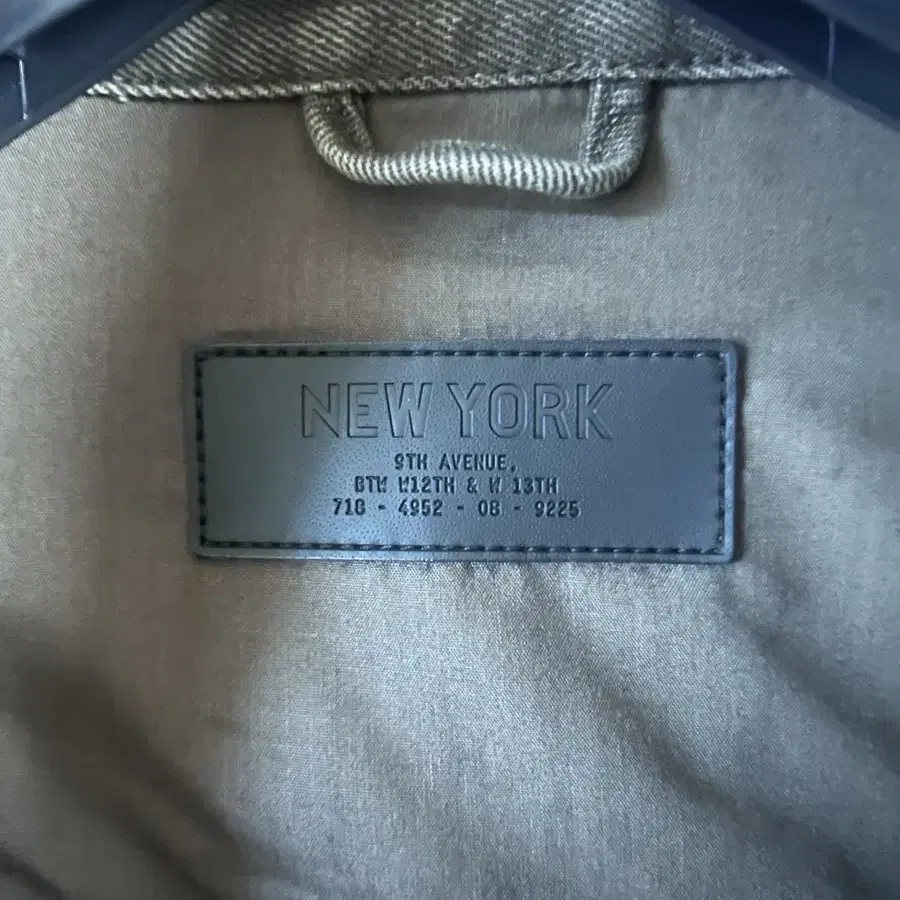 NEW YORK
9TH AVENUE,
BTW W12TH & W 13TH
718 - 4952 - 08 - 9225